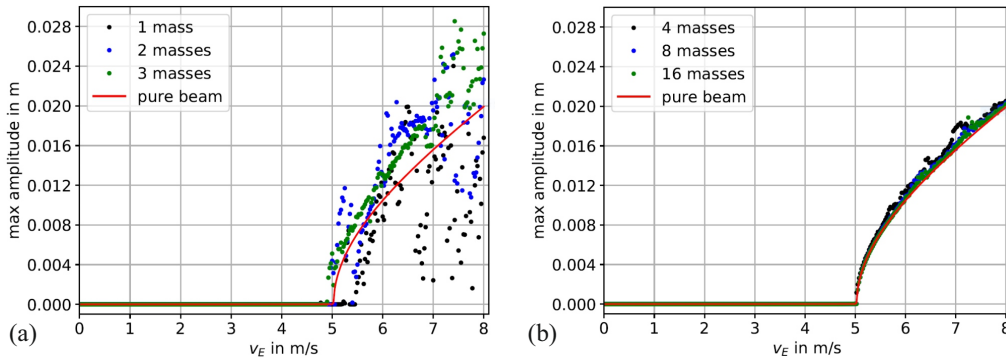 0.028
0.024
0.020
0.016
0.012
0.008
0.004
0.000
max amplitude in m
1 mass
2 masses
3 masses
pure beam
0 1 2 3 4 5 6 7 8
v_E in m/s
(a)
0.028
0.024
0.020
0.016
0.012
0.008
0.004
0.000
max amplitude in m
4 masses
8 masses
16 masses
pure beam
0 1 2 3 4 5 6 7 8
v_E in m/s
(b)